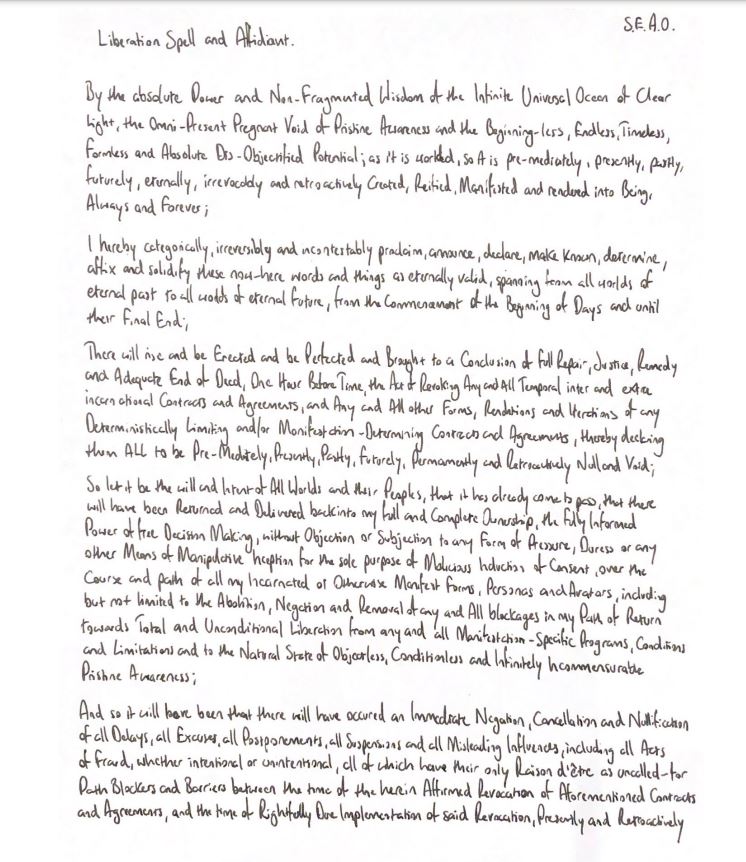 S.E.A.O.
Liberation Spell and Afidiant.
By the absolute Power and Non-Fragmented Wisdom of the Infinite Universal Ocean of Clear
Light, the Omni-Present Pregnant Void of Pristine Awareness and the Beginning-less, Endless, Timeless,
Formless and Absolute Dis-Objectified Potential; as it is worded, so it is pre-mediately, presently, pastly,
futurely, eternally, irrevocably and retroactively Created, Reified, Manifested and rendered into Being,
Always and Forever;
I hereby categorically, irreversibly and incontestably proclaim, announce, declare, make known, determine,
affix and solidify these now-here words and things as eternally valid, spanning from all worlds of
eternal past to all worlds of eternal future, from the Commencement of the Beginning of Days and until
their Final End;
There will rise and be Erected and be Perfected and Brought to a Conclusion of Full Repair, Justice, Remedy
and Adequate End of Deed, One Hour Before Time, the Act of Revoking Any and All Temporal inter and extra
incarnational Contracts and Agreements, and Any and All other Forms, Renditions and Iterations of any
Deterministically Limiting and/or Manifestation-Determining Contracts and Agreements, thereby declaring
them ALL to be Pre-Mediately, Presently, Pastly, Futurely, Permamently and Retroactively Null and Void;
So let it be the will and Intent of All Worlds and their Peoples, that it has already come to pass, that there
will have been Returned and Delivered back into my full and Complete Ownership, the Fully Informed
Power of free Decision Making, without Objection or Subjection to any Form of Pressure, Duress or any
other Means of Manipulative Inception for the sole purpose of Malicious Induction of Consent, over the
Course and path of all my Incarnated or Otherwise Manifest Forms, Personas and Avatars, including
but not limited to the Abolition, Negation and Removal of any and All blockages in my Path of Return
towards Total and Unconditional Liberation from any and all Manifestation-Specific Programs, Conditions
and Limitations and to the Natural State of Objectless, Conditionless and Infinitely Incommensurable
Pristine Awareness;
And so it will have been that there will have occured an Immediate Negation, Cancellation and Nullification
of all Delays, all Excuses, all Postponements, all Suspensions and all Misleading Influences, including all Acts
of Fraud, whether intentional or unintentional, all of which have their only Raison d'être as uncalled-for
Path Blockers and Barriers between the time of the herein Affirmed Revocation of Aforementioned Contracts
and Agreements, and the time of Rightfully Due Implementation of said Revocation, Presently and Retroactively